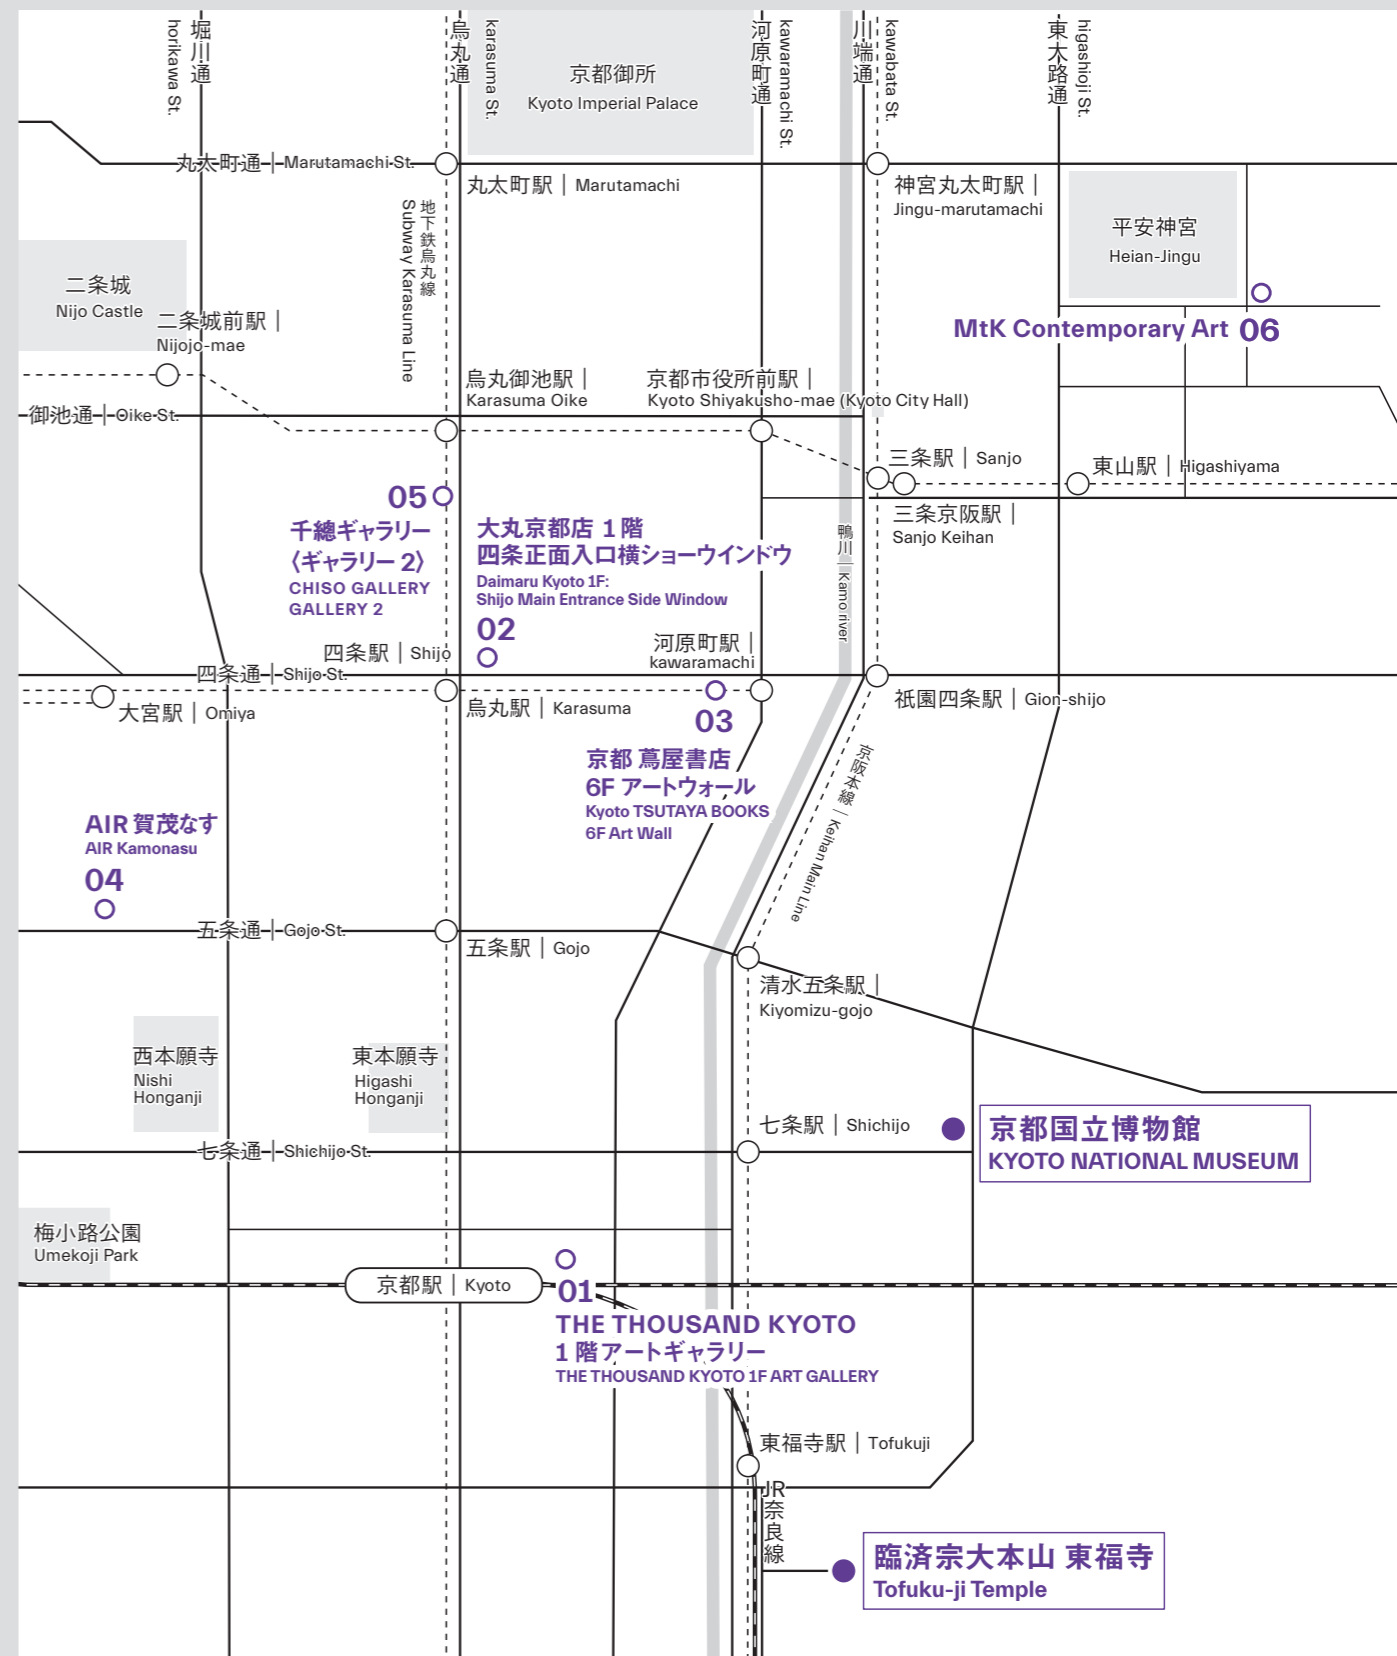 堀川通
horikawa St.
烏丸通
karasuma St.
京都御所
Kyoto Imperial Palace
河原町通
kawaramachi St.
川端通
kawabata St.
東大路通
higashioji St.
丸太町通｜Marutamachi St.
丸太町駅｜Marutamachi
神宮丸太町駅｜
Jingu-marutamachi
平安神宮
Heian-Jingu
地下鉄烏丸線
Subway Karasuma Line
二条城
Nijo Castle
二条城前駅｜
Nijojo-mae
MtK Contemporary Art 06
烏丸御池駅｜
Karasuma Oike
京都市役所前駅｜
Kyoto Shiyakusho-mae (Kyoto City Hall)
御池通｜Oike St.
三条駅｜Sanjo
東山駅｜Higashiyama
三条京阪駅｜
Sanjo Keihan
05
千總ギャラリー
〈ギャラリー 2〉
CHISO GALLERY
GALLERY 2
大丸京都店 1階
四条正面入口横ショーウインドウ
Daimaru Kyoto 1F:
Shijo Main Entrance Side Window
02
鴨川｜Kamo river
四条駅｜Shijo
河原町駅｜
kawaramachi
四条通｜Shijo St.
大宮駅｜Omiya
烏丸駅｜Karasuma
祇園四条駅｜Gion-shijo
03
京都 蔦屋書店
6F アートウォール
Kyoto TSUTAYA BOOKS
6F Art Wall
京阪本線｜Keihan Main Line
AIR 賀茂なす
AIR Kamonasu
04
五条通｜Gojo St.
五条駅｜Gojo
清水五条駅｜
Kiyomizu-gojo
西本願寺
Nishi
Honganji
東本願寺
Higashi
Honganji
七条駅｜Shichijo
京都国立博物館
KYOTO NATIONAL MUSEUM
七条通｜Shichijo St.
梅小路公園
Umekoji Park
京都駅｜Kyoto
01
THE THOUSAND KYOTO
1 階アートギャラリー
THE THOUSAND KYOTO 1F ART GALLERY
東福寺駅｜Tofukuji
JR奈良線
臨済宗大本山 東福寺
Tofuku-ji Temple